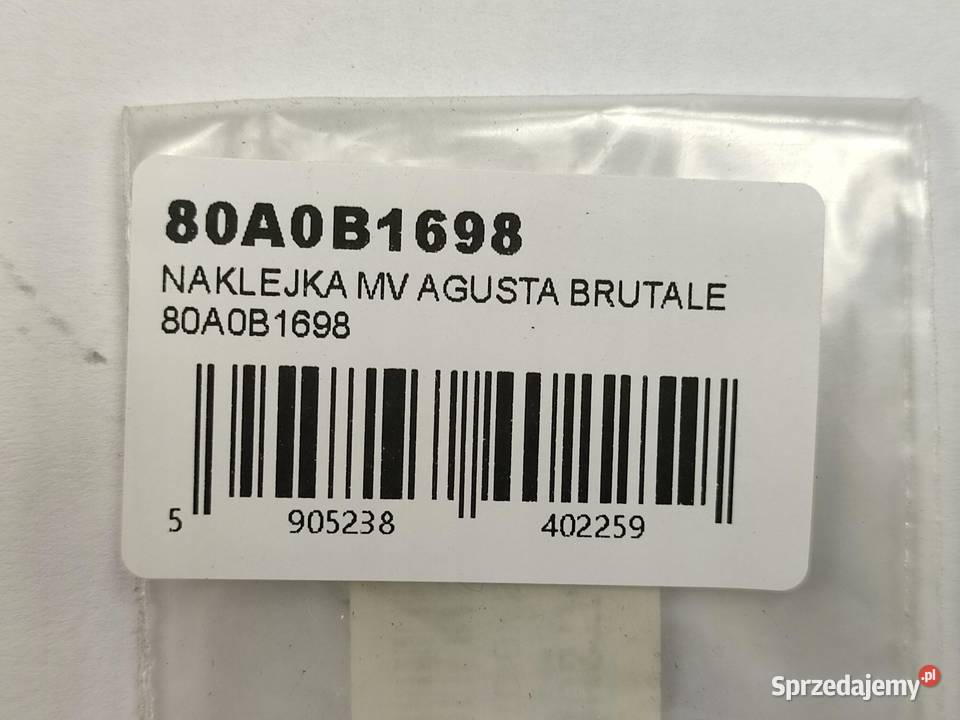 80A0B1698
NAKLEJKA MV AGUSTA BRUTALE
80A0B1698
5 905238 402259
Sprzedajemy.pl